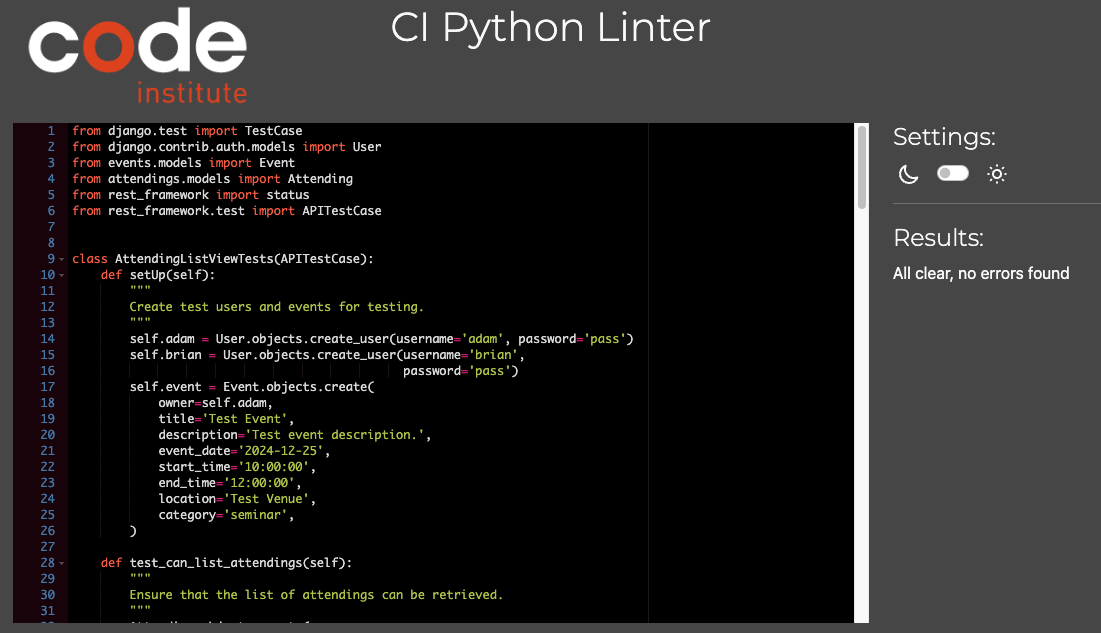 code
institute
CI Python Linter
1 from django.test import TestCase
2 from django.contrib.auth.models import User
3 from events.models import Event
4 from attendings.models import Attending
5 from rest_framework import status
6 from rest_framework.test import APITestCase
7
8
9 class AttendingListViewTests(APITestCase):
10     def setUp(self):
11         """
12         Create test users and events for testing.
13         """
14         self.adam = User.objects.create_user(username='adam', password='pass')
15         self.brian = User.objects.create_user(username='brian',
16                                               password='pass')
17         self.event = Event.objects.create(
18             owner=self.adam,
19             title='Test Event',
20             description='Test event description.',
21             event_date='2024-12-25',
22             start_time='10:00:00',
23             end_time='12:00:00',
24             location='Test Venue',
25             category='seminar',
26         )
27
28     def test_can_list_attendings(self):
29         """
30         Ensure that the list of attendings can be retrieved.
31         """
Settings:
Results:
All clear, no errors found